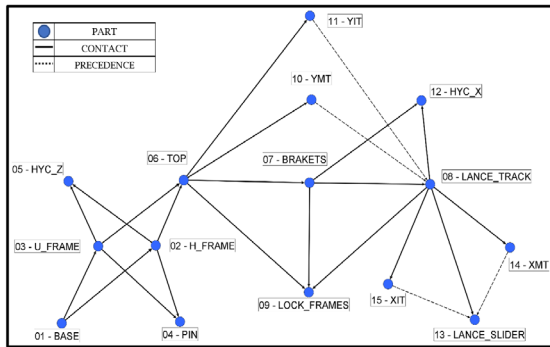 PART
CONTACT
PRECEDENCE
11 - YIT
10 - YMT
12 - HYC_X
05 - HYC_Z
06 - TOP
07 - BRAKETS
08 - LANCE_TRACK
03 - U_FRAME
02 - H_FRAME
14 - XMT
09 - LOCK_FRAMES
15 - XIT
01 - BASE
04 - PIN
13 - LANCE_SLIDER